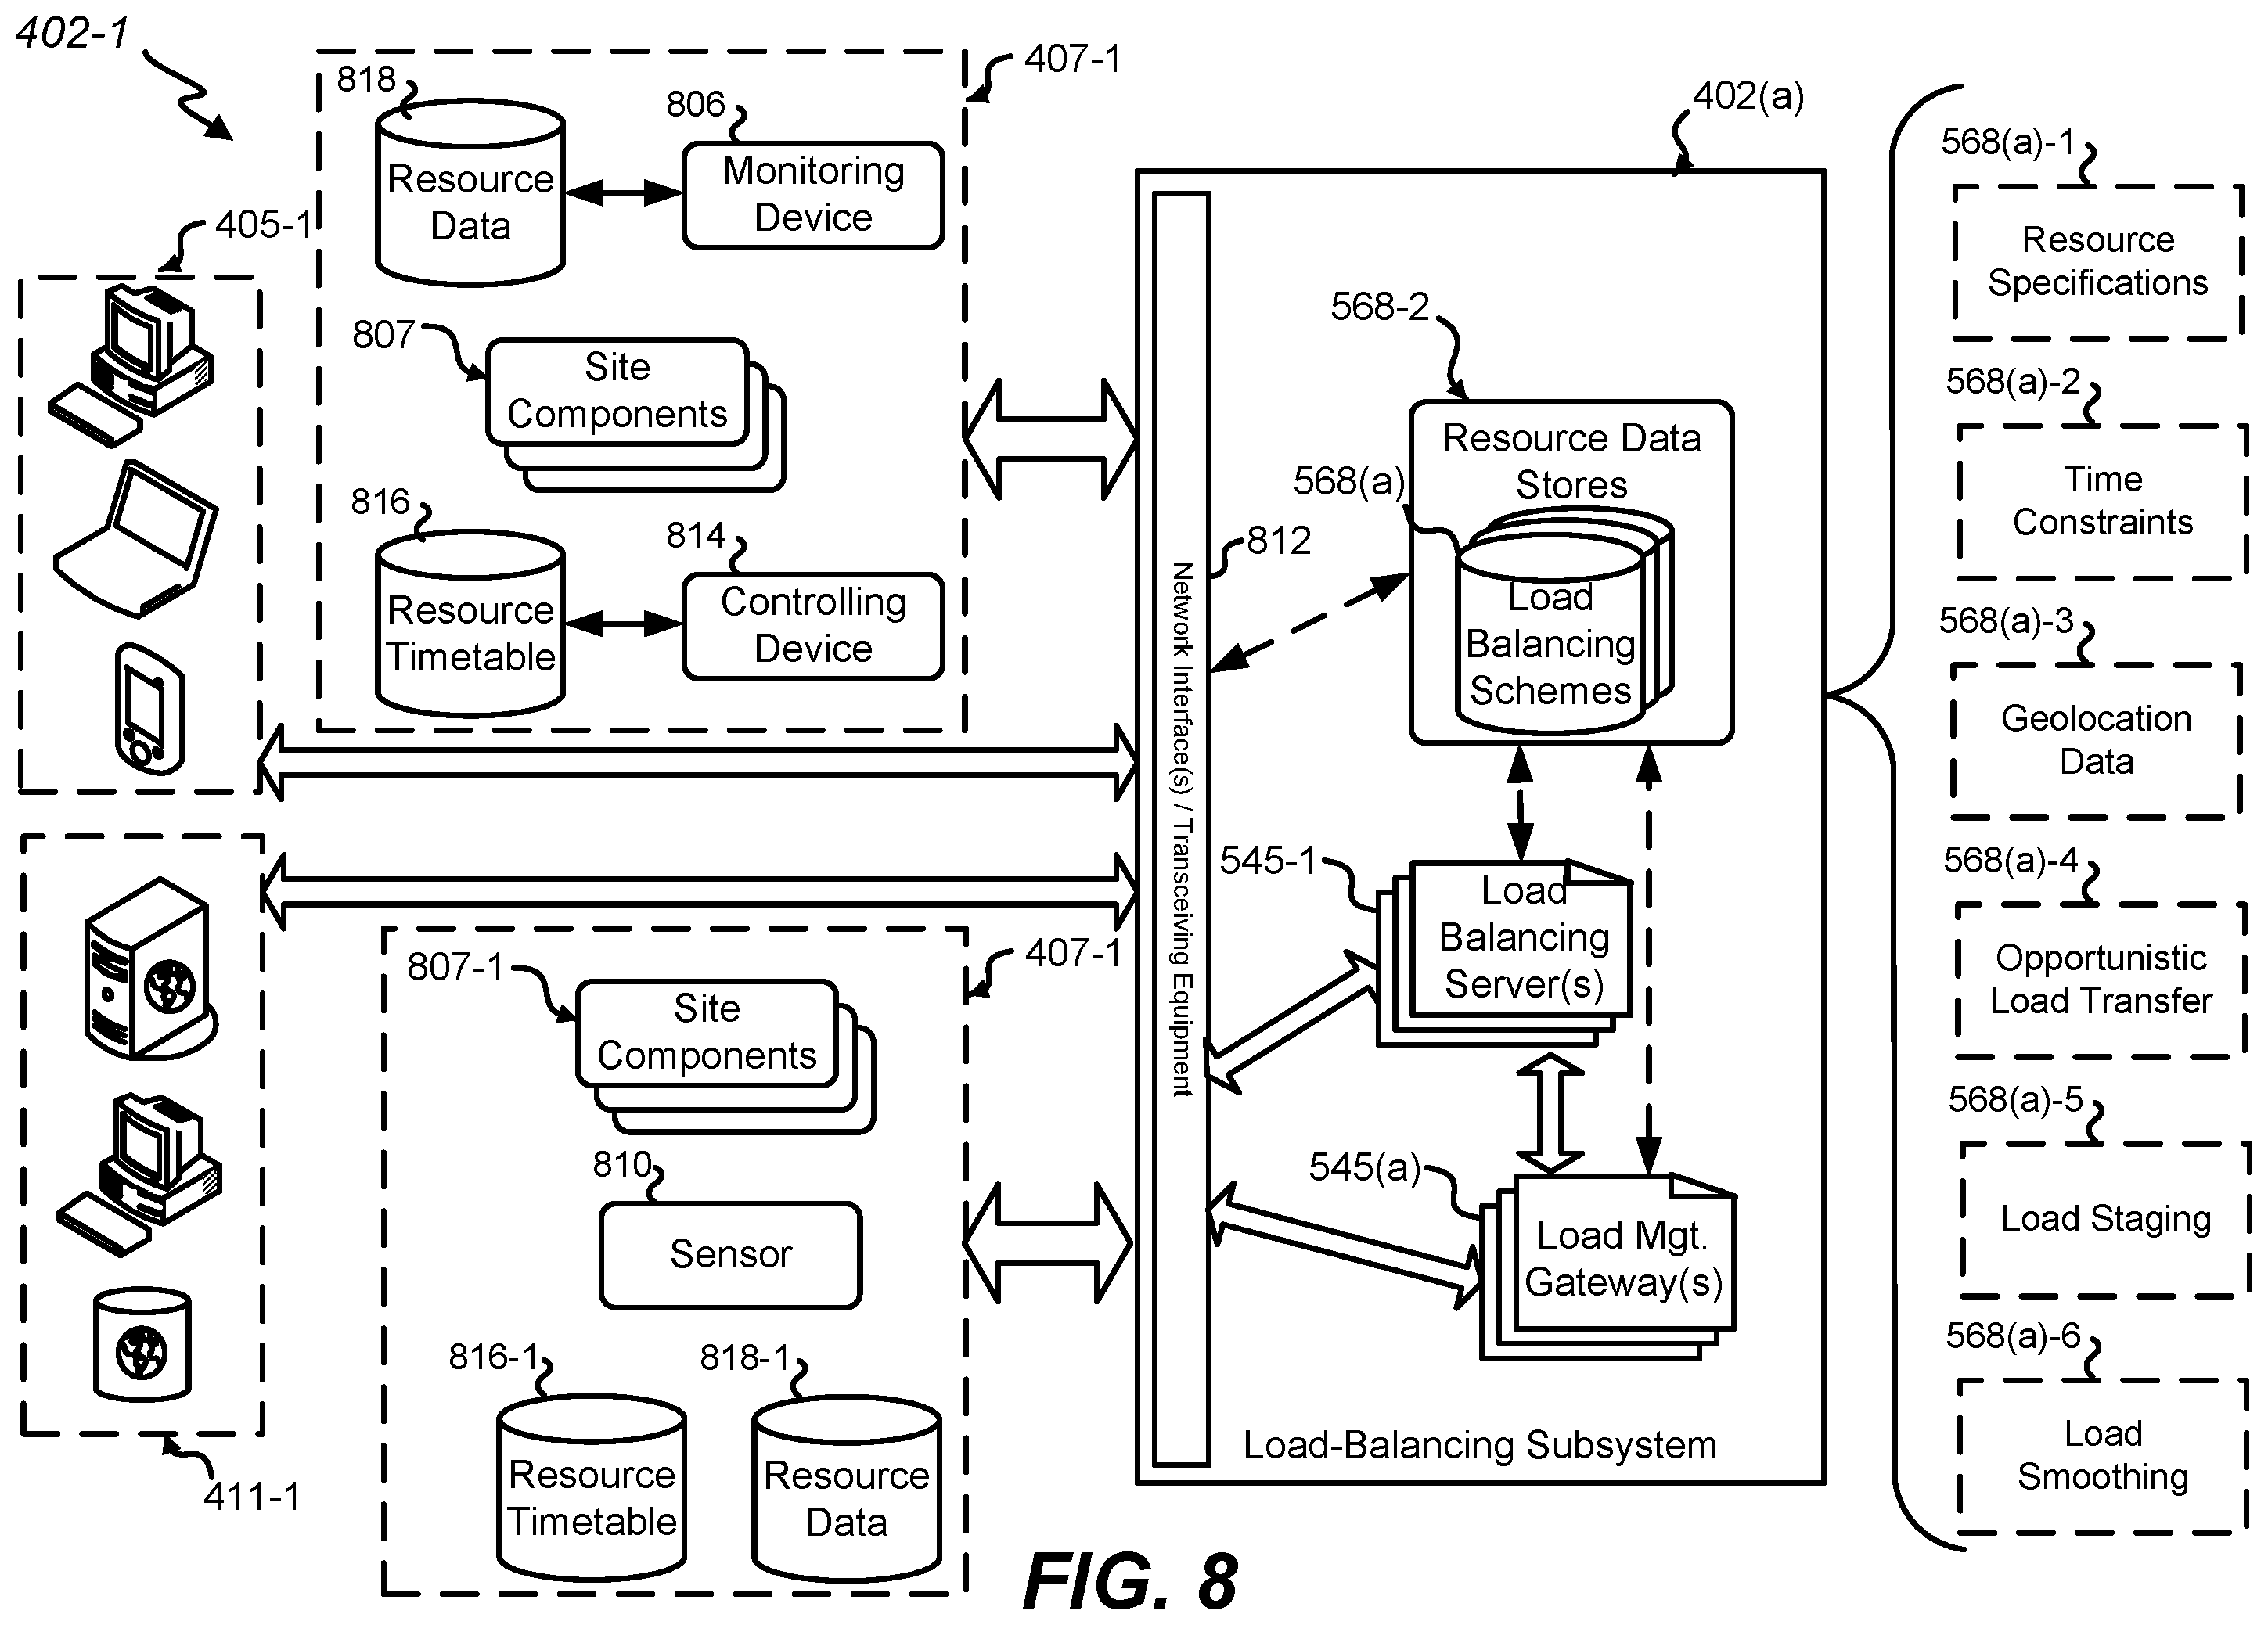 402-1
407-1
818
Resource
Data
806
Monitoring
Device
807
Site
Components
816
Resource
Timetable
814
Controlling
Device
405-1
411-1
407-1
807-1
Site
Components
810
Sensor
816-1
Resource
Timetable
818-1
Resource
Data
402(a)
812
Network Interface(s) / Transceiving Equipment
568-2
Resource Data
Stores
568(a)
Load
Balancing
Schemes
545-1
Load
Balancing
Server(s)
545(a)
Load Mgt.
Gateway(s)
Load-Balancing Subsystem
568(a)-1
Resource
Specifications
568(a)-2
Time
Constraints
568(a)-3
Geolocation
Data
568(a)-4
Opportunistic
Load Transfer
568(a)-5
Load Staging
568(a)-6
Load
Smoothing
FIG. 8